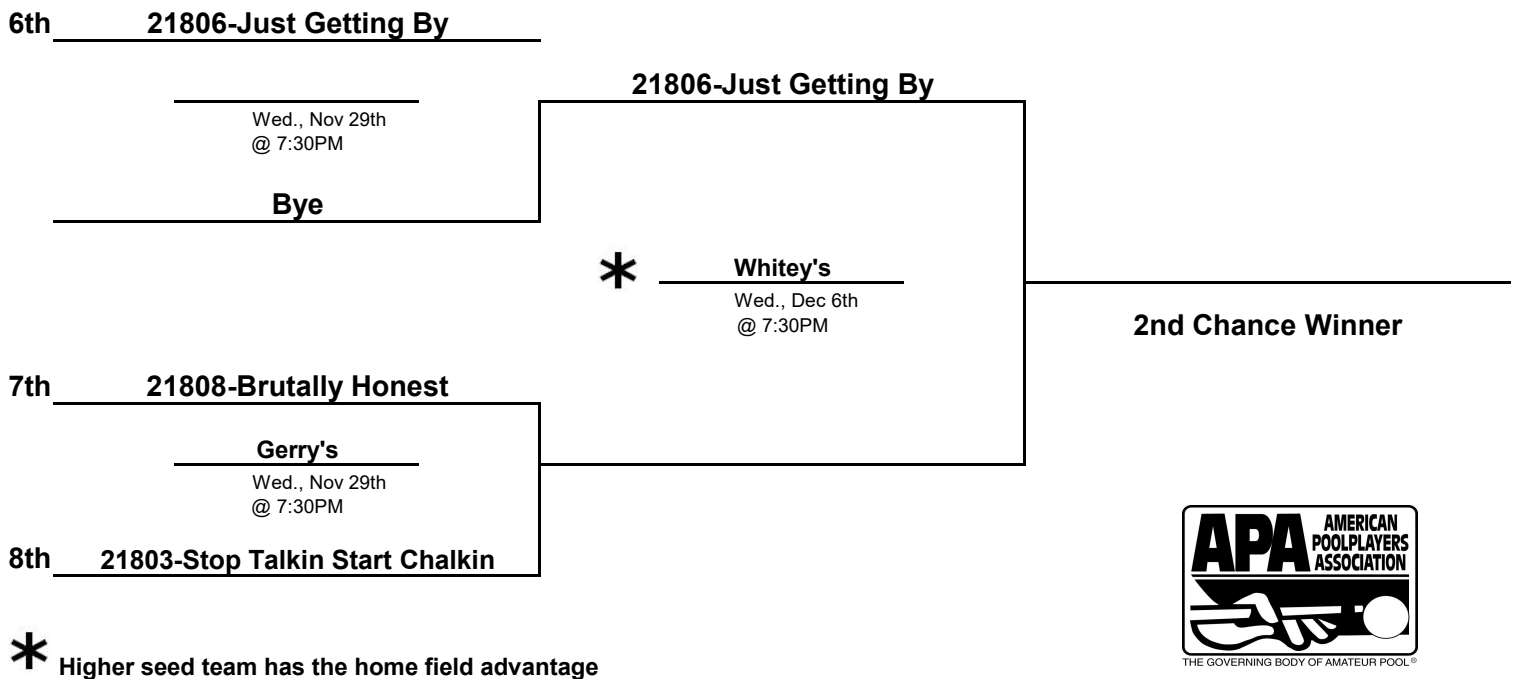 6th 21806-Just Getting By
21806-Just Getting By
Wed., Nov 29th
@ 7:30PM
Bye
* Whitey's
Wed., Dec 6th
@ 7:30PM
2nd Chance Winner
7th 21808-Brutally Honest
Gerry's
Wed., Nov 29th
@ 7:30PM
8th 21803-Stop Talkin Start Chalkin
* Higher seed team has the home field advantage
APA AMERICAN
POOLPLAYERS
ASSOCIATION
THE GOVERNING BODY OF AMATEUR POOL®